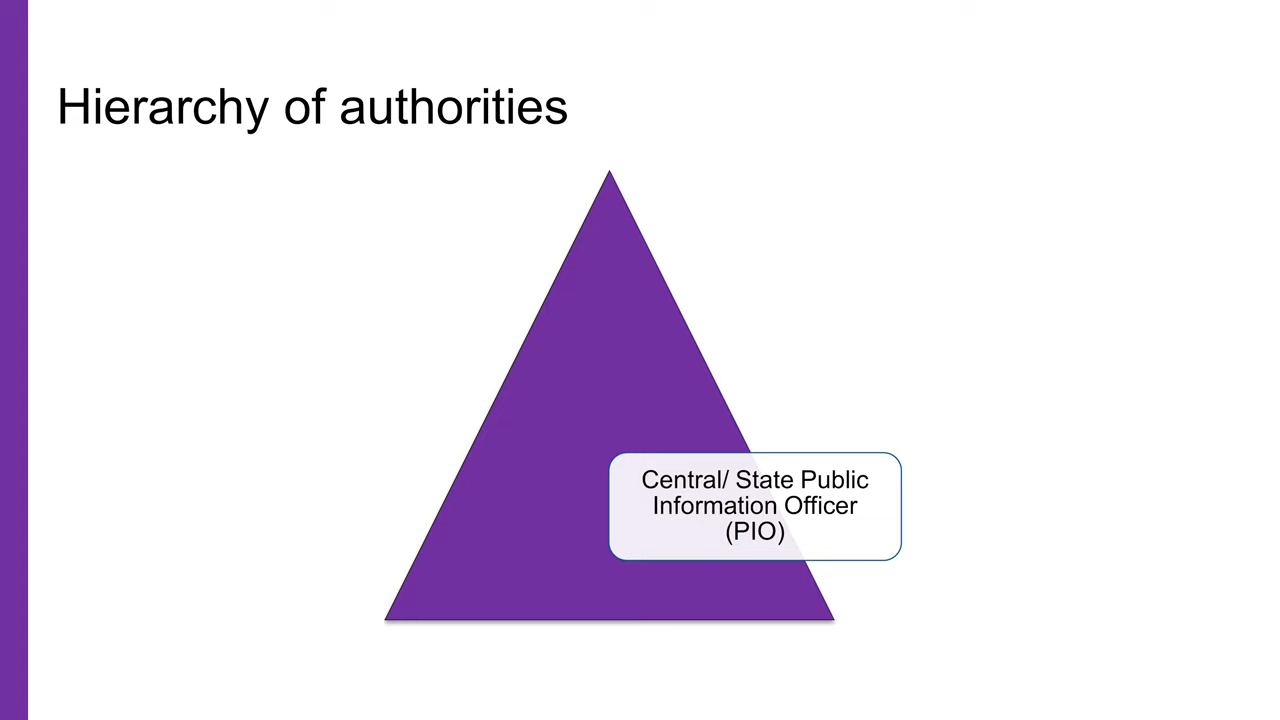 Hierarchy of authorities
Central/ State Public
Information Officer
(PIO)